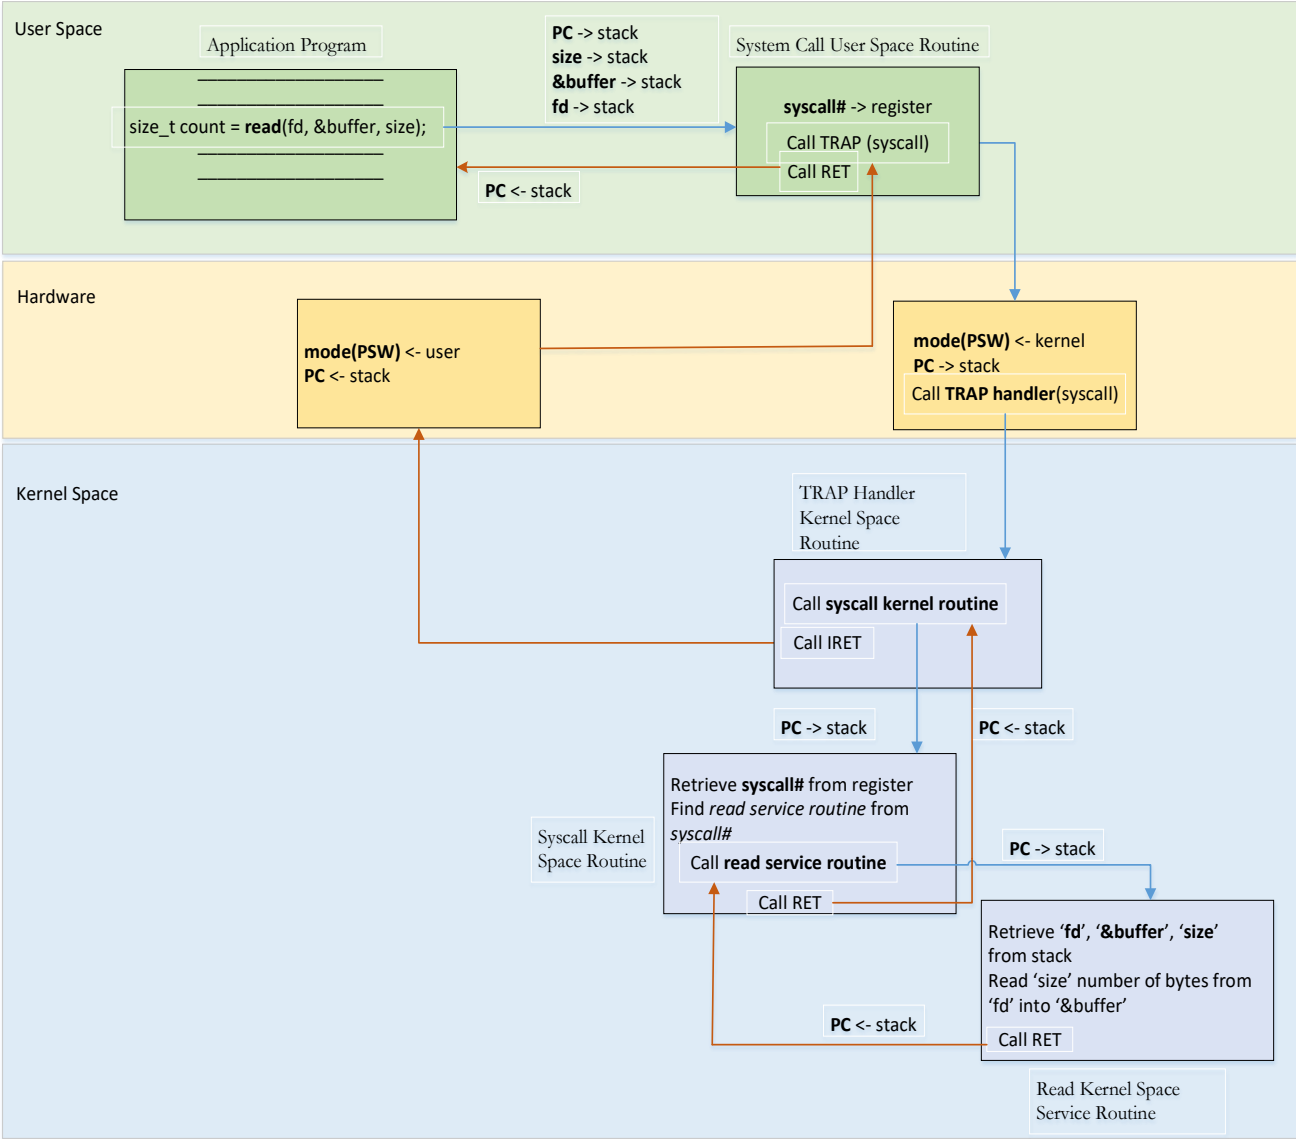 User Space
Application Program
PC -> stack
size -> stack
&buffer -> stack
fd -> stack
System Call User Space Routine
size_t count = read(fd, &buffer, size);
syscall# -> register
Call TRAP (syscall)
Call RET
PC <- stack
Hardware
mode(PSW) <- user
PC <- stack
mode(PSW) <- kernel
PC -> stack
Call TRAP handler(syscall)
Kernel Space
TRAP Handler
Kernel Space
Routine
Call syscall kernel routine
Call IRET
PC -> stack
PC <- stack
Retrieve syscall# from register
Find read service routine from
syscall#
Call read service routine
Call RET
Syscall Kernel
Space Routine
PC -> stack
Retrieve ‘fd’, ‘&buffer’, ‘size’
from stack
Read ‘size’ number of bytes from
‘fd’ into ‘&buffer’
Call RET
PC <- stack
Read Kernel Space
Service Routine